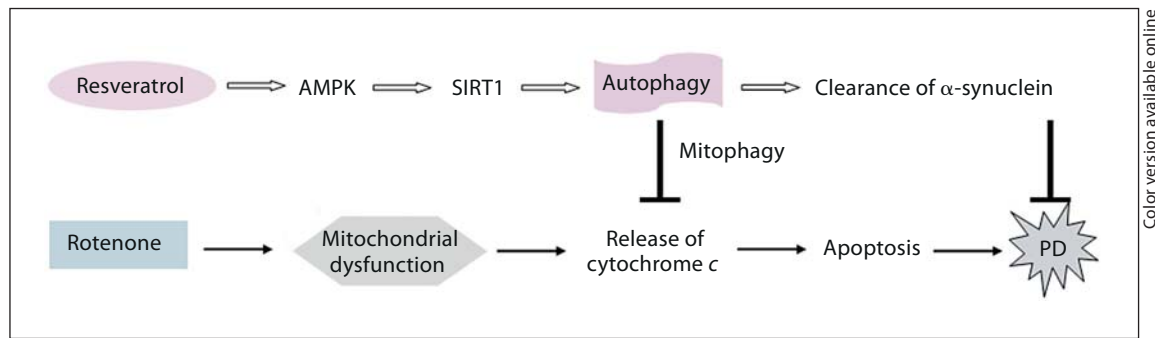 Resveratrol
AMPK
SIRT1
Autophagy
Clearance of α-synuclein
Mitophagy
Rotenone
Mitochondrial
dysfunction
Release of
cytochrome c
Apoptosis
PD
Color version available online